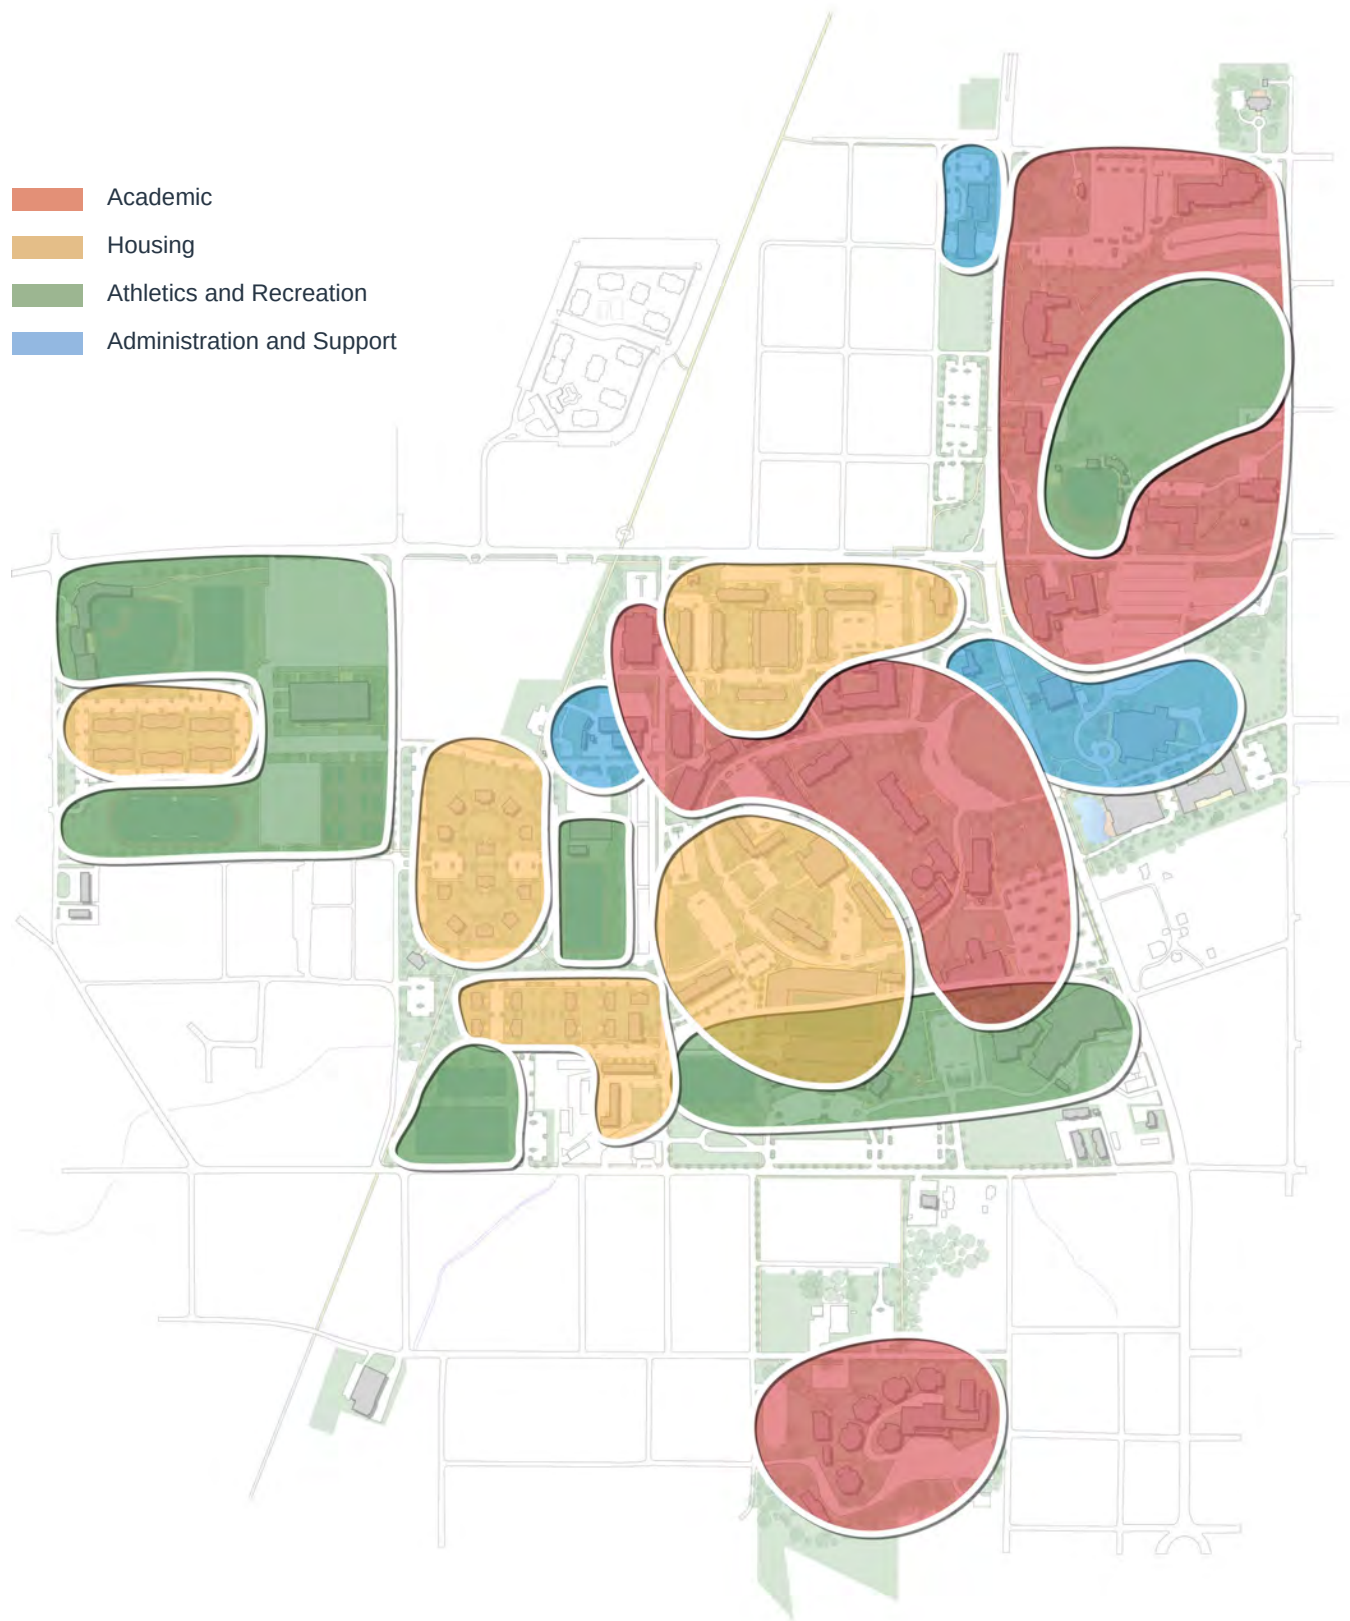 Academic
Housing
Athletics and Recreation
Administration and Support